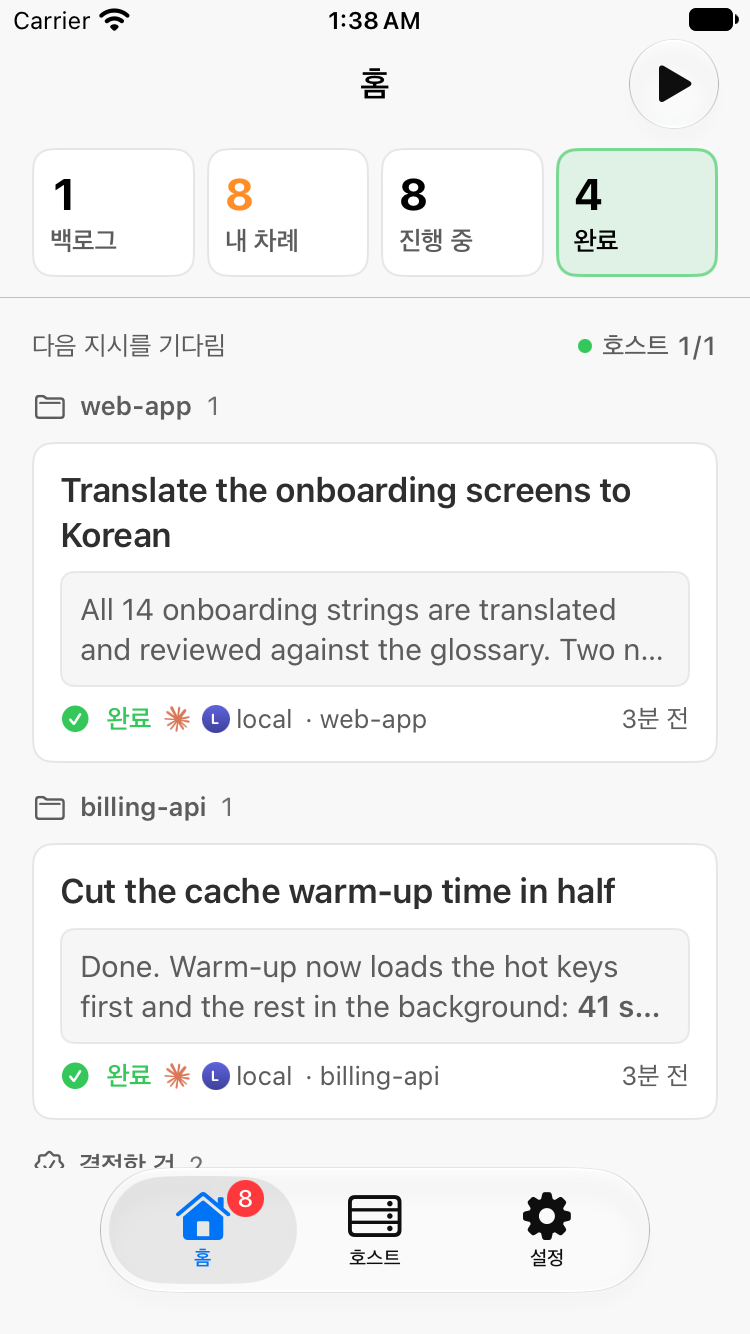 Carrier 1:38 AM
홈
1 8 8 4
백로그 내 차례 진행 중 완료
다음 지시를 기다림 호스트 1/1
web-app 1
Translate the onboarding screens to
Korean
All 14 onboarding strings are translated
and reviewed against the glossary. Two n...
완료 L local · web-app 3분 전
billing-api 1
Cut the cache warm-up time in half
Done. Warm-up now loads the hot keys
first and the rest in the background: 41 s...
완료 L local · billing-api 3분 전
결정한 것 2
8
홈 호스트 설정